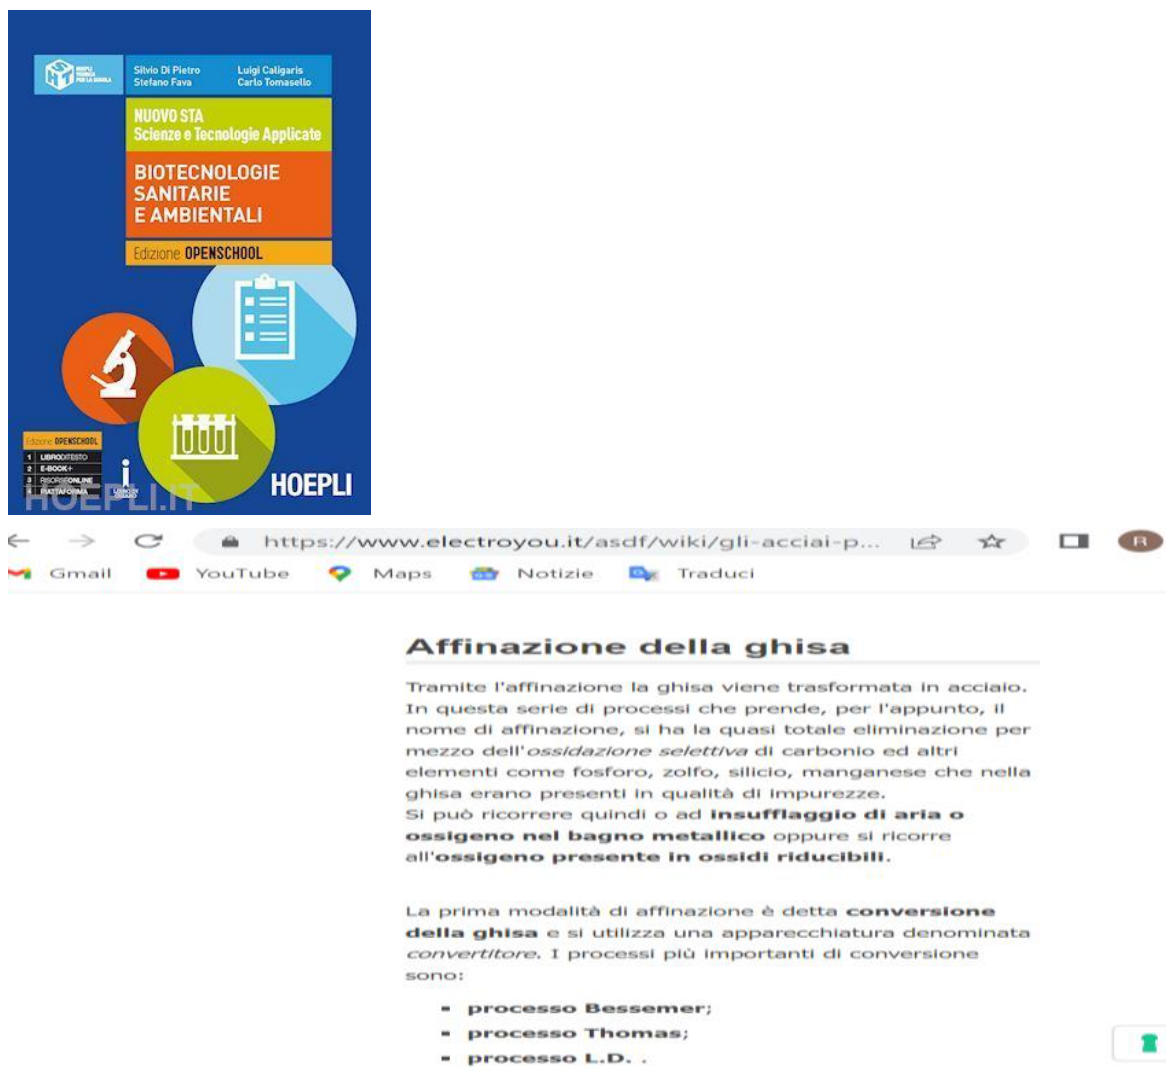 HOEPLI
TECNICA
PER LA SCUOLA
Silvio Di Pietro
Stefano Fava
Luigi Caligaris
Carlo Tomasello
NUOVO STA
Scienze e Tecnologie Applicate
BIOTECNOLOGIE
SANITARIE
E AMBIENTALI
Edizione OPENSCHOOL
Edizione OPENSCHOOL
1 LIBRODITESTO
2 E-BOOK+
3 RISORSEONLINE
4 PIATTAFORMA
HOEPLI
HOEPLI.IT
https://www.electroyou.it/asdf/wiki/gli-acciai-p...
R
Gmail
YouTube
Maps
Notizie
Traduci
Affinazione della ghisa
Tramite l'affinazione la ghisa viene trasformata in acciaio.
In questa serie di processi che prende, per l'appunto, il
nome di affinazione, si ha la quasi totale eliminazione per
mezzo dell'ossidazione selettiva di carbonio ed altri
elementi come fosforo, zolfo, silicio, manganese che nella
ghisa erano presenti in qualità di impurezze.
Si può ricorrere quindi o ad insufflaggio di aria o
ossigeno nel bagno metallico oppure si ricorre
all'ossigeno presente in ossidi riducibili.
La prima modalità di affinazione è detta conversione
della ghisa e si utilizza una apparecchiatura denominata
convertitore. I processi più importanti di conversione
sono:
▪ processo Bessemer;
▪ processo Thomas;
▪ processo L.D. .